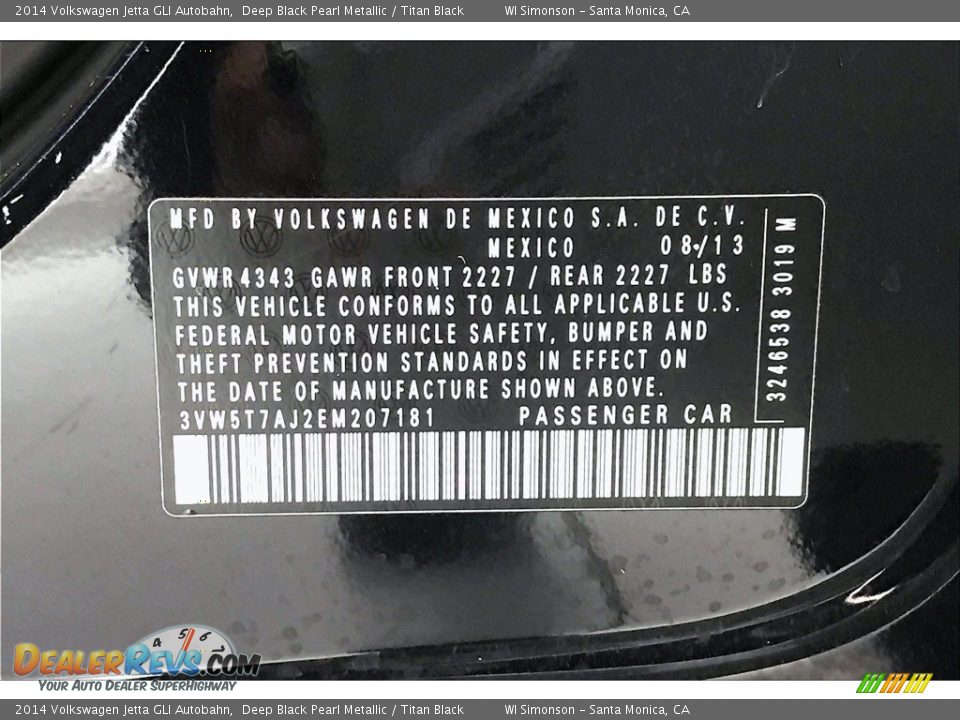 2014 Volkswagen Jetta GLI Autobahn, Deep Black Pearl Metallic / Titan Black WI Simonson - Santa Monica, CA
MFD BY VOLKSWAGEN DE MEXICO S.A. DE C.V.
MEXICO 08/13
GVWR 4343 GAWR FRONT 2227 / REAR 2227 LBS
THIS VEHICLE CONFORMS TO ALL APPLICABLE U.S.
FEDERAL MOTOR VEHICLE SAFETY, BUMPER AND
THEFT PREVENTION STANDARDS IN EFFECT ON
THE DATE OF MANUFACTURE SHOWN ABOVE.
3VW5T7AJ2EM207181 PASSENGER CAR
3246538 3019 M
4 5 6 7
DEALERREVS.COM
YOUR AUTO DEALER SUPERHIGHWAY
2014 Volkswagen Jetta GLI Autobahn, Deep Black Pearl Metallic / Titan Black WI Simonson - Santa Monica, CA